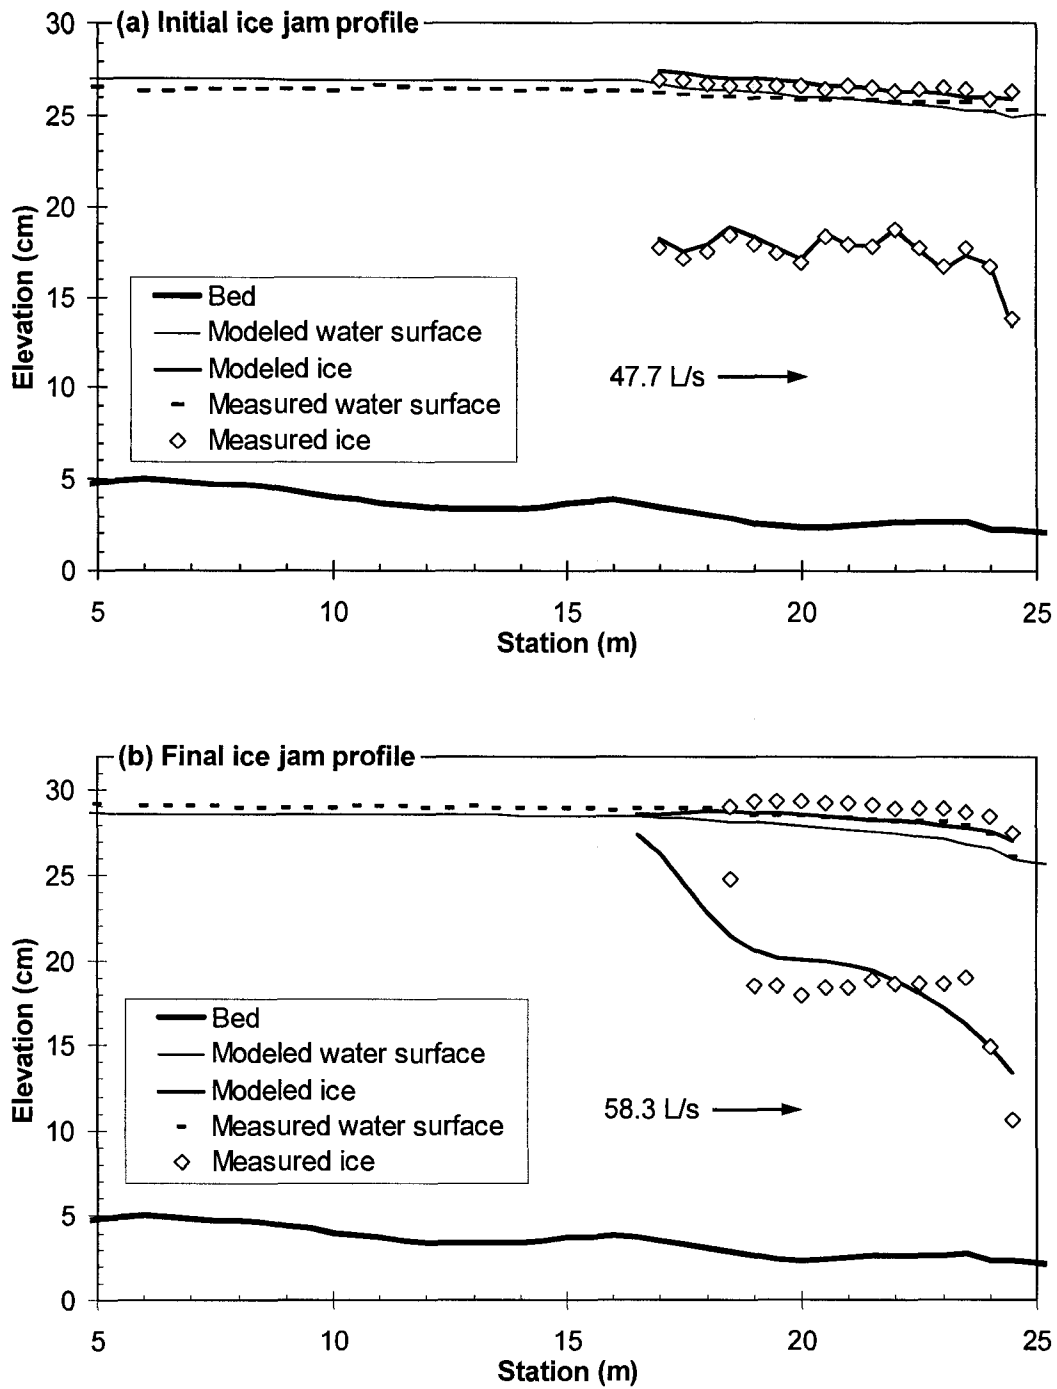 (a) Initial ice jam profile
30
25
20
15
10
5
0
Elevation (cm)
Bed
Modeled water surface
Modeled ice
Measured water surface
Measured ice
47.7 L/s
5
10
15
20
25
Station (m)
(b) Final ice jam profile
30
25
20
15
10
5
0
Elevation (cm)
Bed
Modeled water surface
Modeled ice
Measured water surface
Measured ice
58.3 L/s
5
10
15
20
25
Station (m)